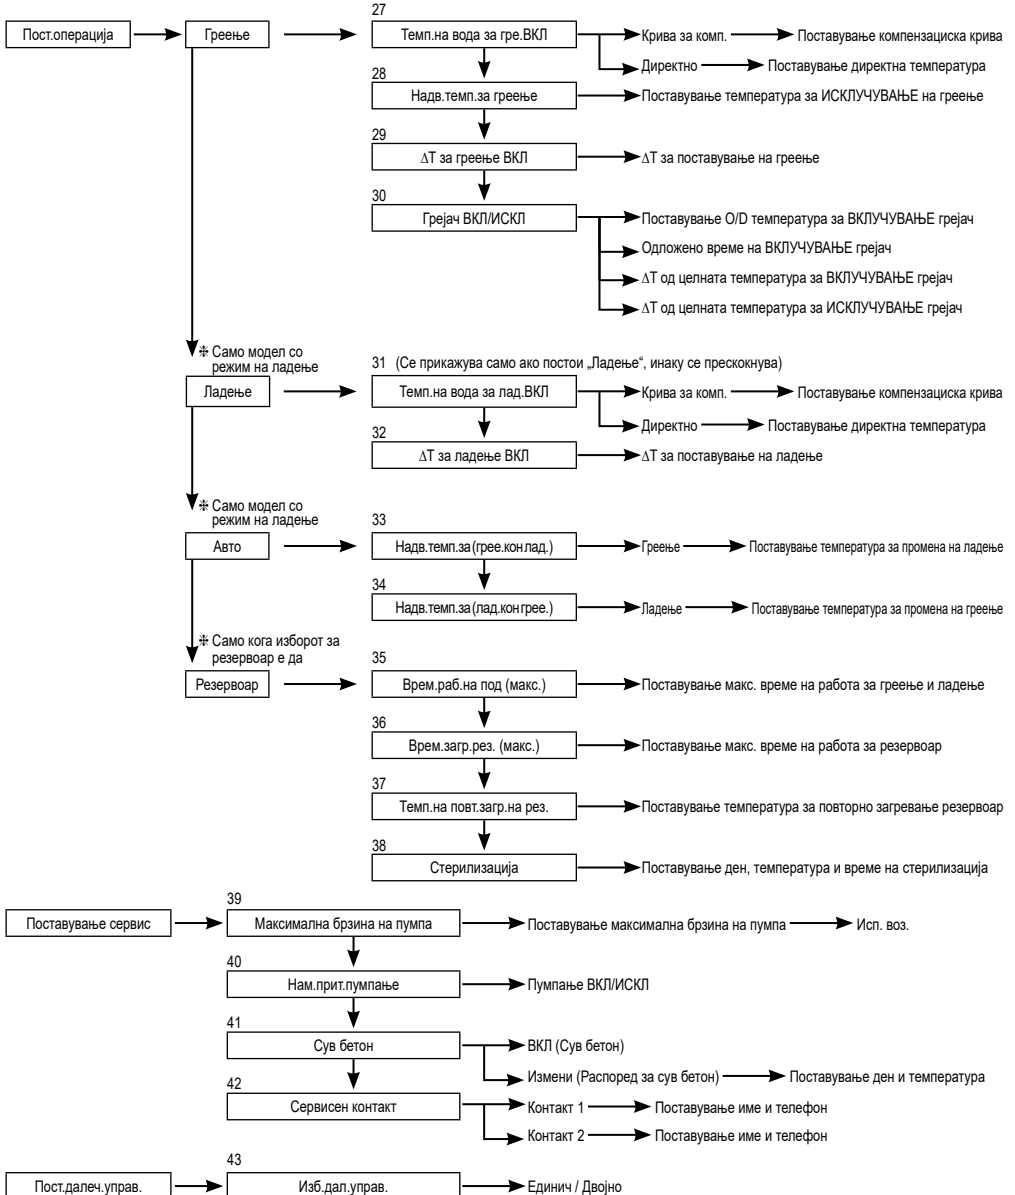 27
Пост.операција Греење Темп.на вода за гре.ВКЛ Крива за комп. Поставување компензациска крива
Директно Поставување директна температура
28
Надв.темп.за греење Поставување температура за ИСКЛУЧУВАЊЕ на греење
29
ΔT за греење ВКЛ ΔT за поставување на греење
30
Грејач ВКЛ/ИСКЛ Поставување O/D температура за ВКЛУЧУВАЊЕ грејач
Одложено време на ВКЛУЧУВАЊЕ грејач
ΔT од целната температура за ВКЛУЧУВАЊЕ грејач
ΔT од целната температура за ИСКЛУЧУВАЊЕ грејач
❉ Само модел со
режим на ладење
31 (Се прикажува само ако постои „Ладење“, инаку се прескокнува)
Ладење Темп.на вода за лад.ВКЛ Крива за комп. Поставување компензациска крива
Директно Поставување директна температура
32
ΔT за ладење ВКЛ ΔT за поставување на ладење
❉ Само модел со
режим на ладење
33
Авто Надв.темп.за(грее.конлад.) Греење Поставување температура за промена на ладење
34
Надв.темп.за(лад.конгрее.) Ладење Поставување температура за промена на греење
❉ Само кога изборот за
резервоар е да
35
Резервоар Врем.раб.на под (макс.) Поставување макс. време на работа за греење и ладење
36
Врем.загр.рез. (макс.) Поставување макс. време на работа за резервоар
37
Темп.на повт.загр.на рез. Поставување температура за повторно загревање резервоар
38
Стерилизација Поставување ден, температура и време на стерилизација
39
Поставување сервис Максимална брзина на пумпа Поставување максимална брзина на пумпа Исп. воз.
40
Нам.прит.пумпање Пумпање ВКЛ/ИСКЛ
41
Сув бетон ВКЛ (Сув бетон)
Измени (Распоред за сув бетон) Поставување ден и температура
42
Сервисен контакт Контакт 1 Поставување име и телефон
Контакт 2 Поставување име и телефон
43
Пост.далеч.управ. Изб.дал.управ. Единич / Двојно